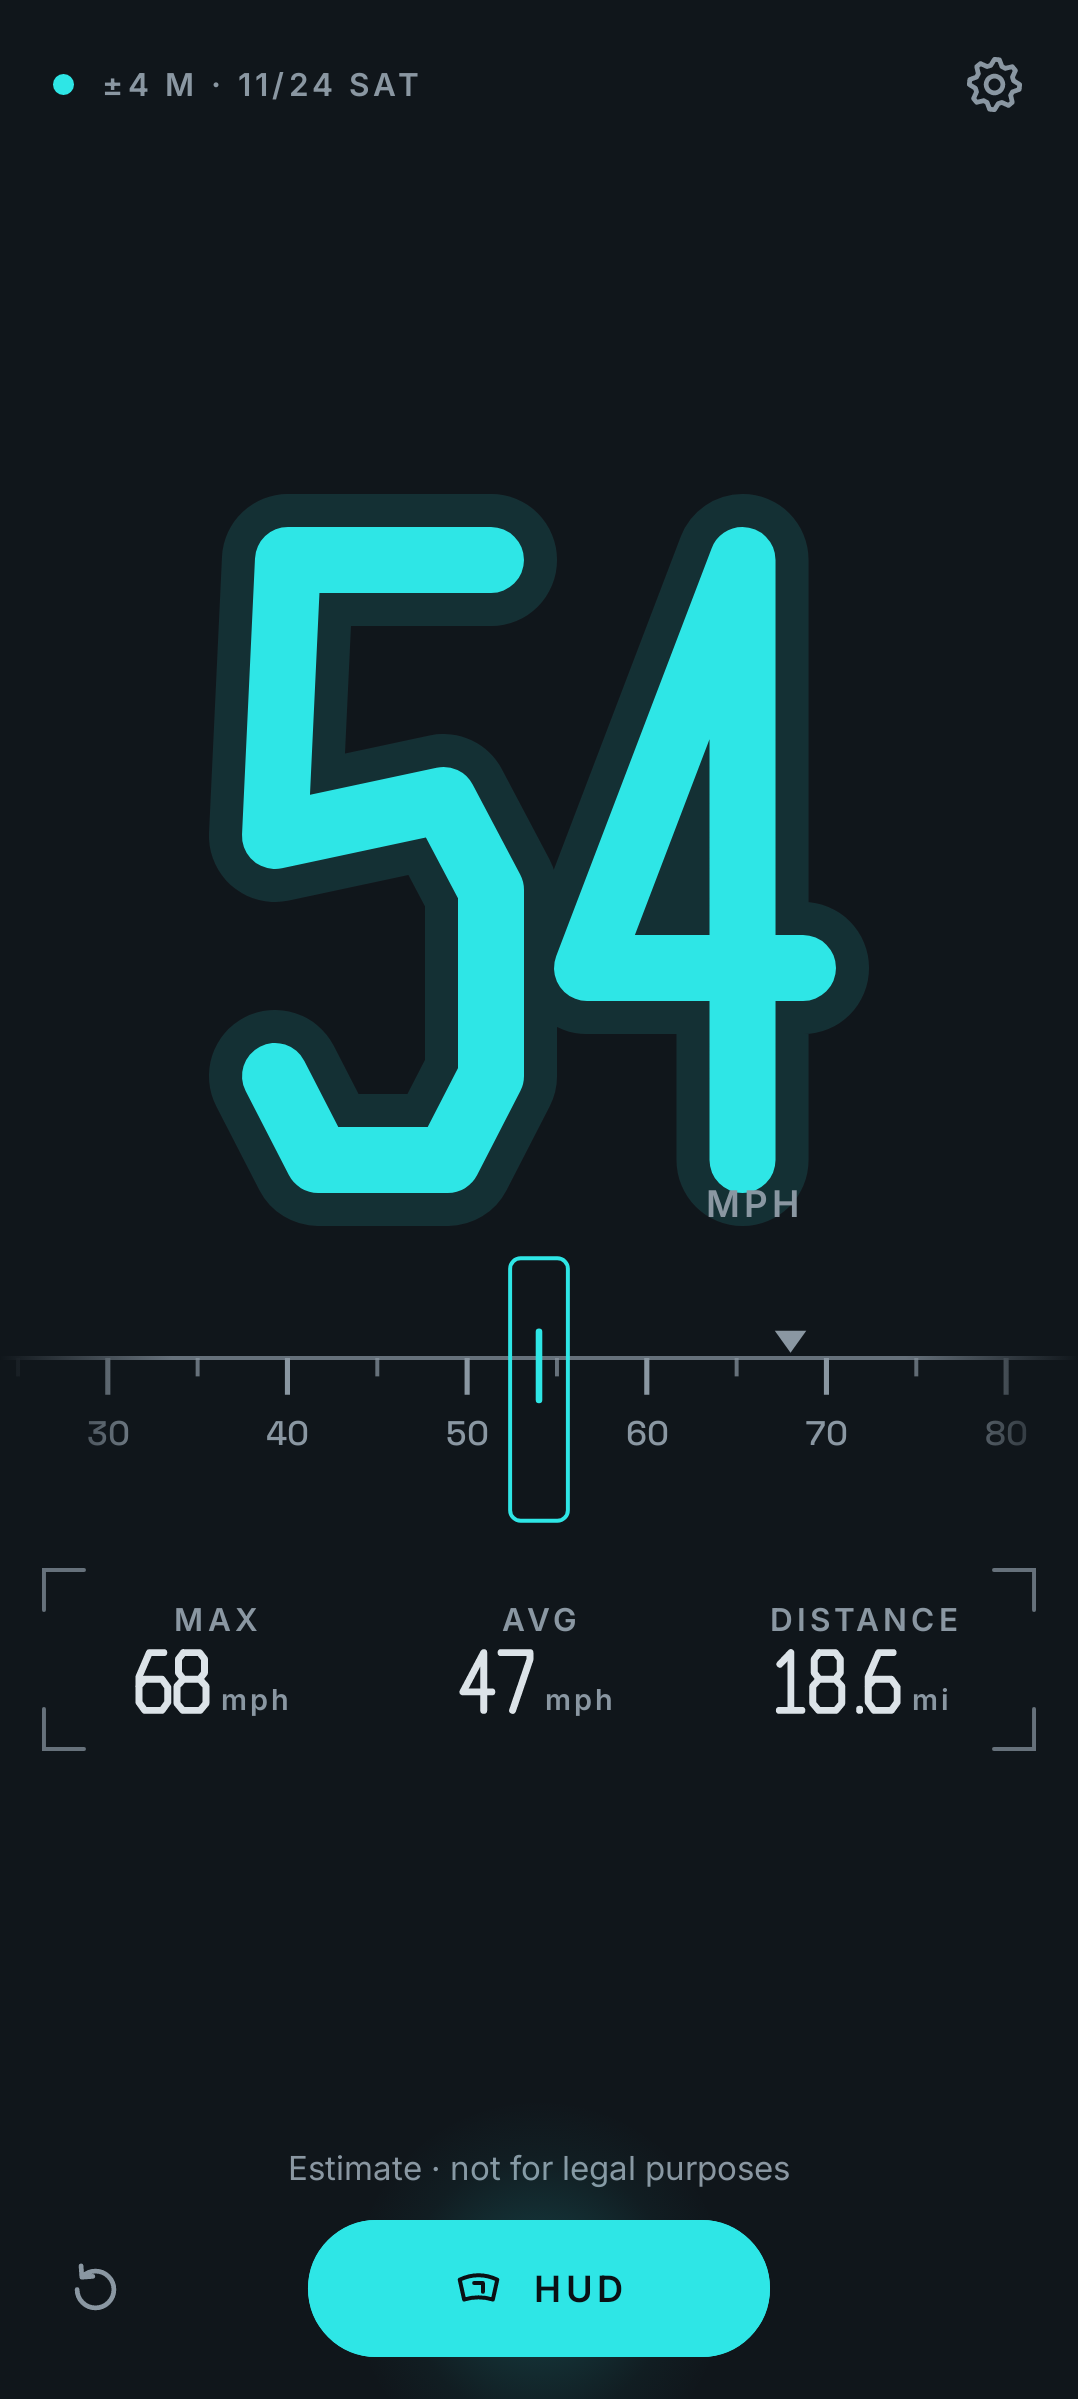 ±4 M · 11/24 SAT
54
MPH
30 40 50 60 70 80
MAX AVG DISTANCE
68 mph 47 mph 18.6 mi
Estimate · not for legal purposes
HUD